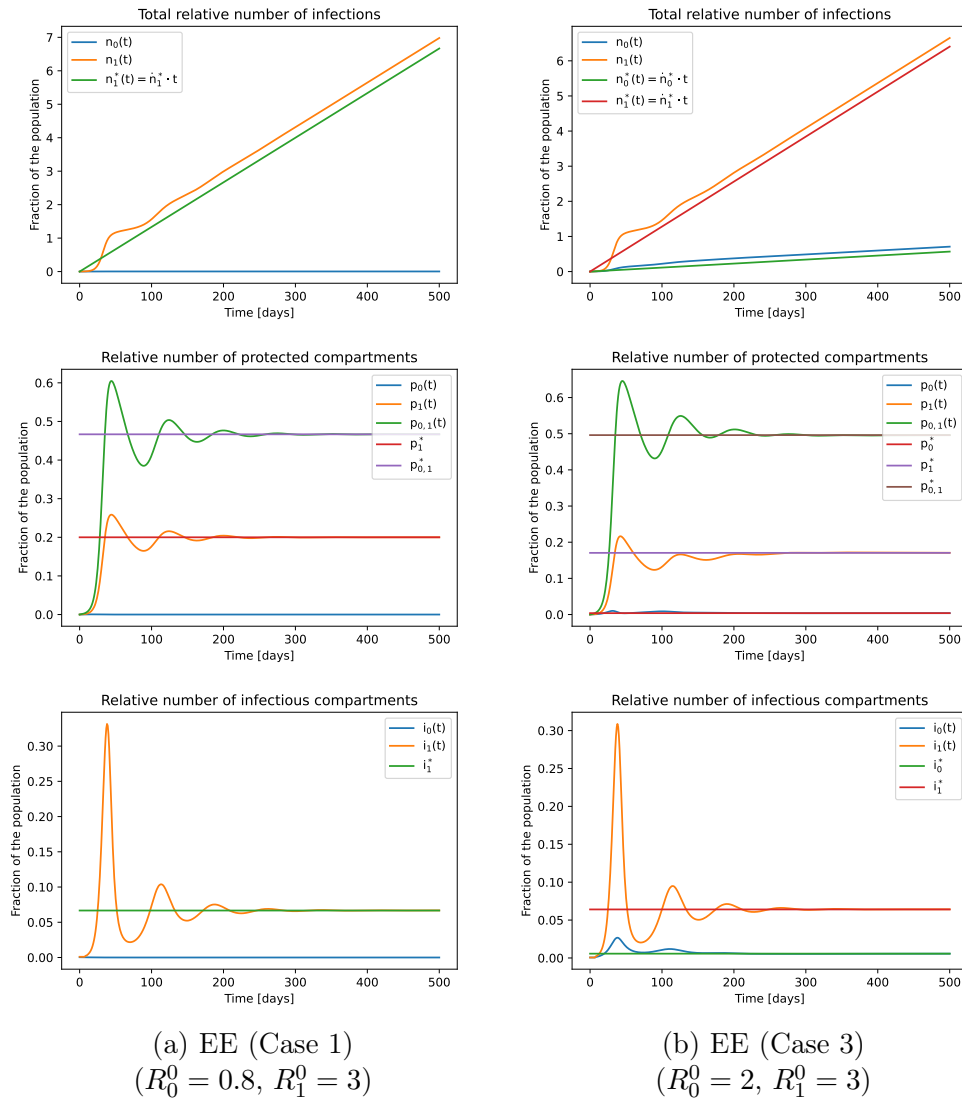 Total relative number of infections
n₀(t)
n₁(t)
n₁*(t) = ṅ₁* · t
Fraction of the population
7
6
5
4
3
2
1
0
0 100 200 300 400 500
Time [days]
Total relative number of infections
n₀(t)
n₁(t)
n₀*(t) = ṅ₀* · t
n₁*(t) = ṅ₁* · t
Fraction of the population
6
5
4
3
2
1
0
0 100 200 300 400 500
Time [days]
Relative number of protected compartments
p₀(t)
p₁(t)
p₀,₁(t)
p₁*
p₀,₁*
Fraction of the population
0.6
0.5
0.4
0.3
0.2
0.1
0.0
0 100 200 300 400 500
Time [days]
Relative number of protected compartments
p₀(t)
p₁(t)
p₀,₁(t)
p₀*
p₁*
p₀,₁*
Fraction of the population
0.6
0.5
0.4
0.3
0.2
0.1
0.0
0 100 200 300 400 500
Time [days]
Relative number of infectious compartments
i₀(t)
i₁(t)
i₁*
Fraction of the population
0.30
0.25
0.20
0.15
0.10
0.05
0.00
0 100 200 300 400 500
Time [days]
Relative number of infectious compartments
i₀(t)
i₁(t)
i₀*
i₁*
Fraction of the population
0.30
0.25
0.20
0.15
0.10
0.05
0.00
0 100 200 300 400 500
Time [days]
(a) EE (Case 1)
(R₀⁰ = 0.8, R₁⁰ = 3)
(b) EE (Case 3)
(R₀⁰ = 2, R₁⁰ = 3)